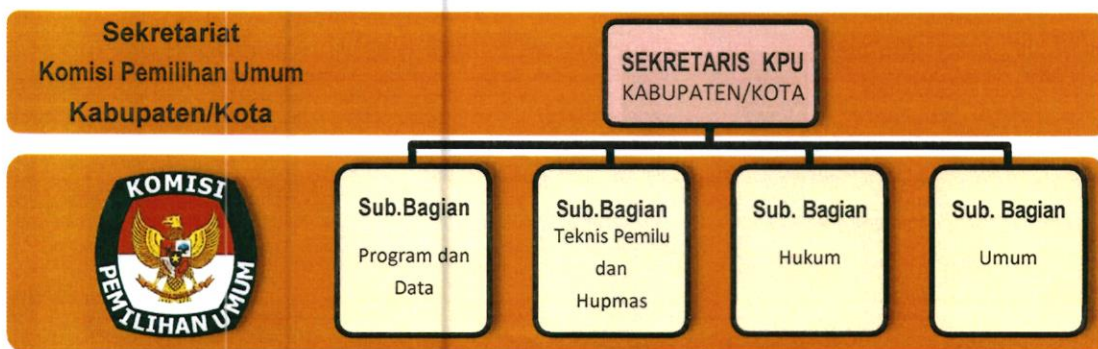 Sekretariat
Komisi Pemilihan Umum
Kabupaten/Kota
SEKRETARIS KPU
KABUPATEN/KOTA
KOMISI
PEMILIHAN UMUM
Sub.Bagian
Program dan
Data
Sub.Bagian
Teknis Pemilu
dan
Hupmas
Sub. Bagian
Hukum
Sub. Bagian
Umum